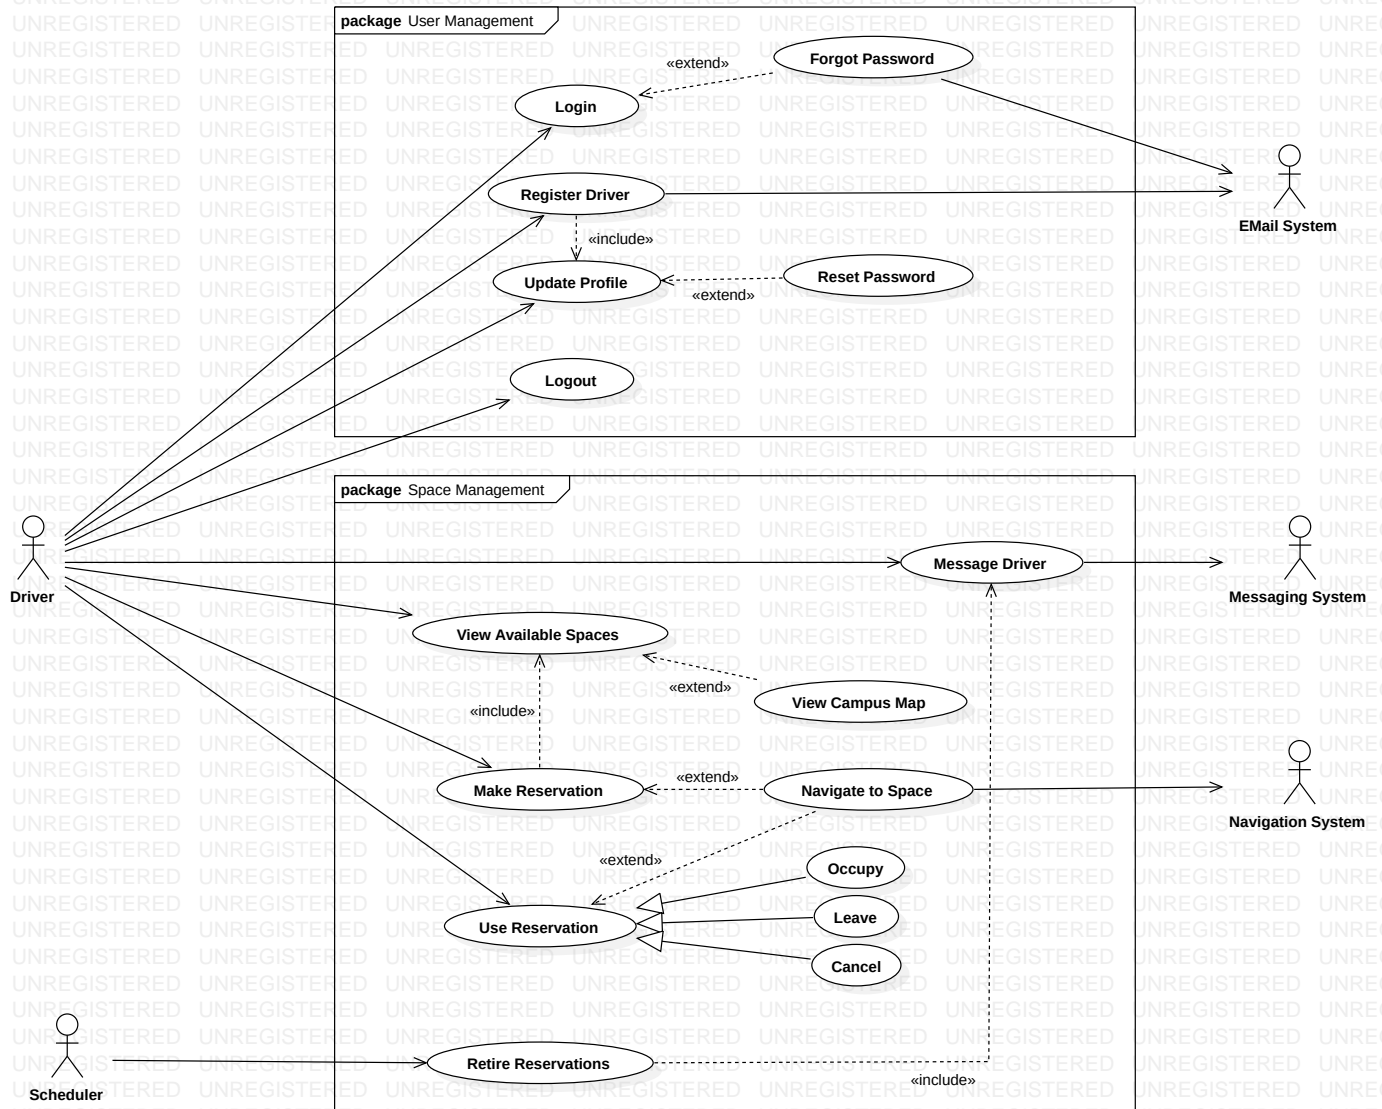 package User Management
«extend»
Forgot Password
Login
Register Driver
EMail System
«include»
Update Profile
Reset Password
«extend»
Logout
package Space Management
Message Driver
Driver
Messaging System
View Available Spaces
«extend»
View Campus Map
«include»
«extend»
Make Reservation
Navigate to Space
Navigation System
«extend»
Occupy
Leave
Use Reservation
Cancel
Retire Reservations
«include»
Scheduler
UNREGISTERED